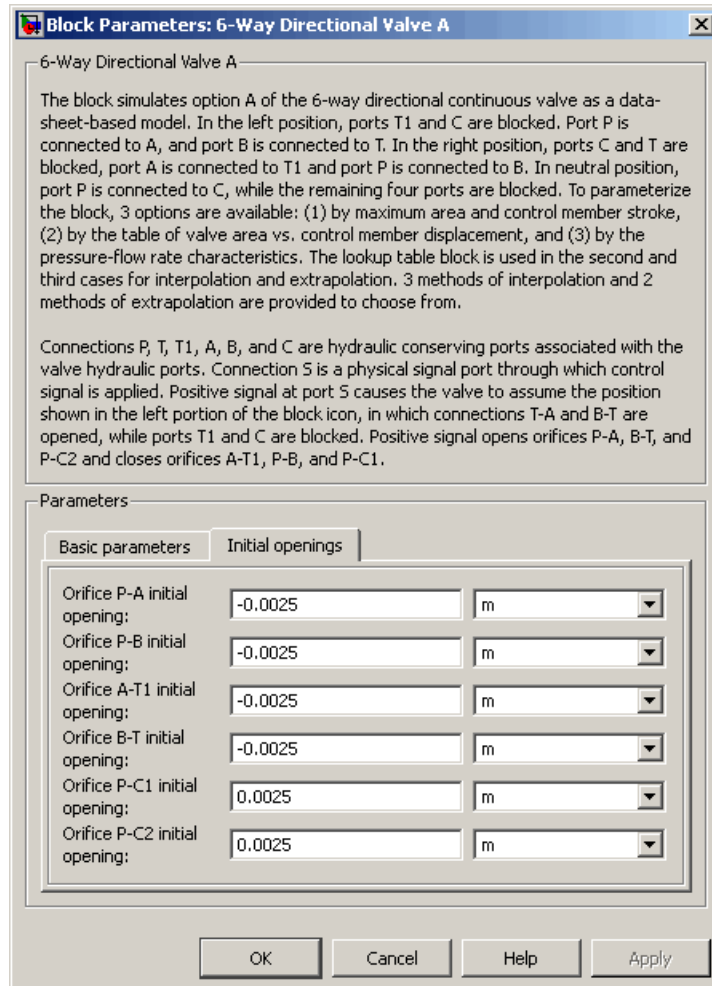 Block Parameters: 6-Way Directional Valve A
6-Way Directional Valve A
The block simulates option A of the 6-way directional continuous valve as a data-
sheet-based model. In the left position, ports T1 and C are blocked. Port P is
connected to A, and port B is connected to T. In the right position, ports C and T are
blocked, port A is connected to T1 and port P is connected to B. In neutral position,
port P is connected to C, while the remaining four ports are blocked. To parameterize
the block, 3 options are available: (1) by maximum area and control member stroke,
(2) by the table of valve area vs. control member displacement, and (3) by the
pressure-flow rate characteristics. The lookup table block is used in the second and
third cases for interpolation and extrapolation. 3 methods of interpolation and 2
methods of extrapolation are provided to choose from.
Connections P, T, T1, A, B, and C are hydraulic conserving ports associated with the
valve hydraulic ports. Connection S is a physical signal port through which control
signal is applied. Positive signal at port S causes the valve to assume the position
shown in the left portion of the block icon, in which connections T-A and B-T are
opened, while ports T1 and C are blocked. Positive signal opens orifices P-A, B-T, and
P-C2 and closes orifices A-T1, P-B, and P-C1.
Parameters
Basic parameters Initial openings
Orifice P-A initial
opening: -0.0025 m
Orifice P-B initial
opening: -0.0025 m
Orifice A-T1 initial
opening: -0.0025 m
Orifice B-T initial
opening: -0.0025 m
Orifice P-C1 initial
opening: 0.0025 m
Orifice P-C2 initial
opening: 0.0025 m
OK Cancel Help Apply